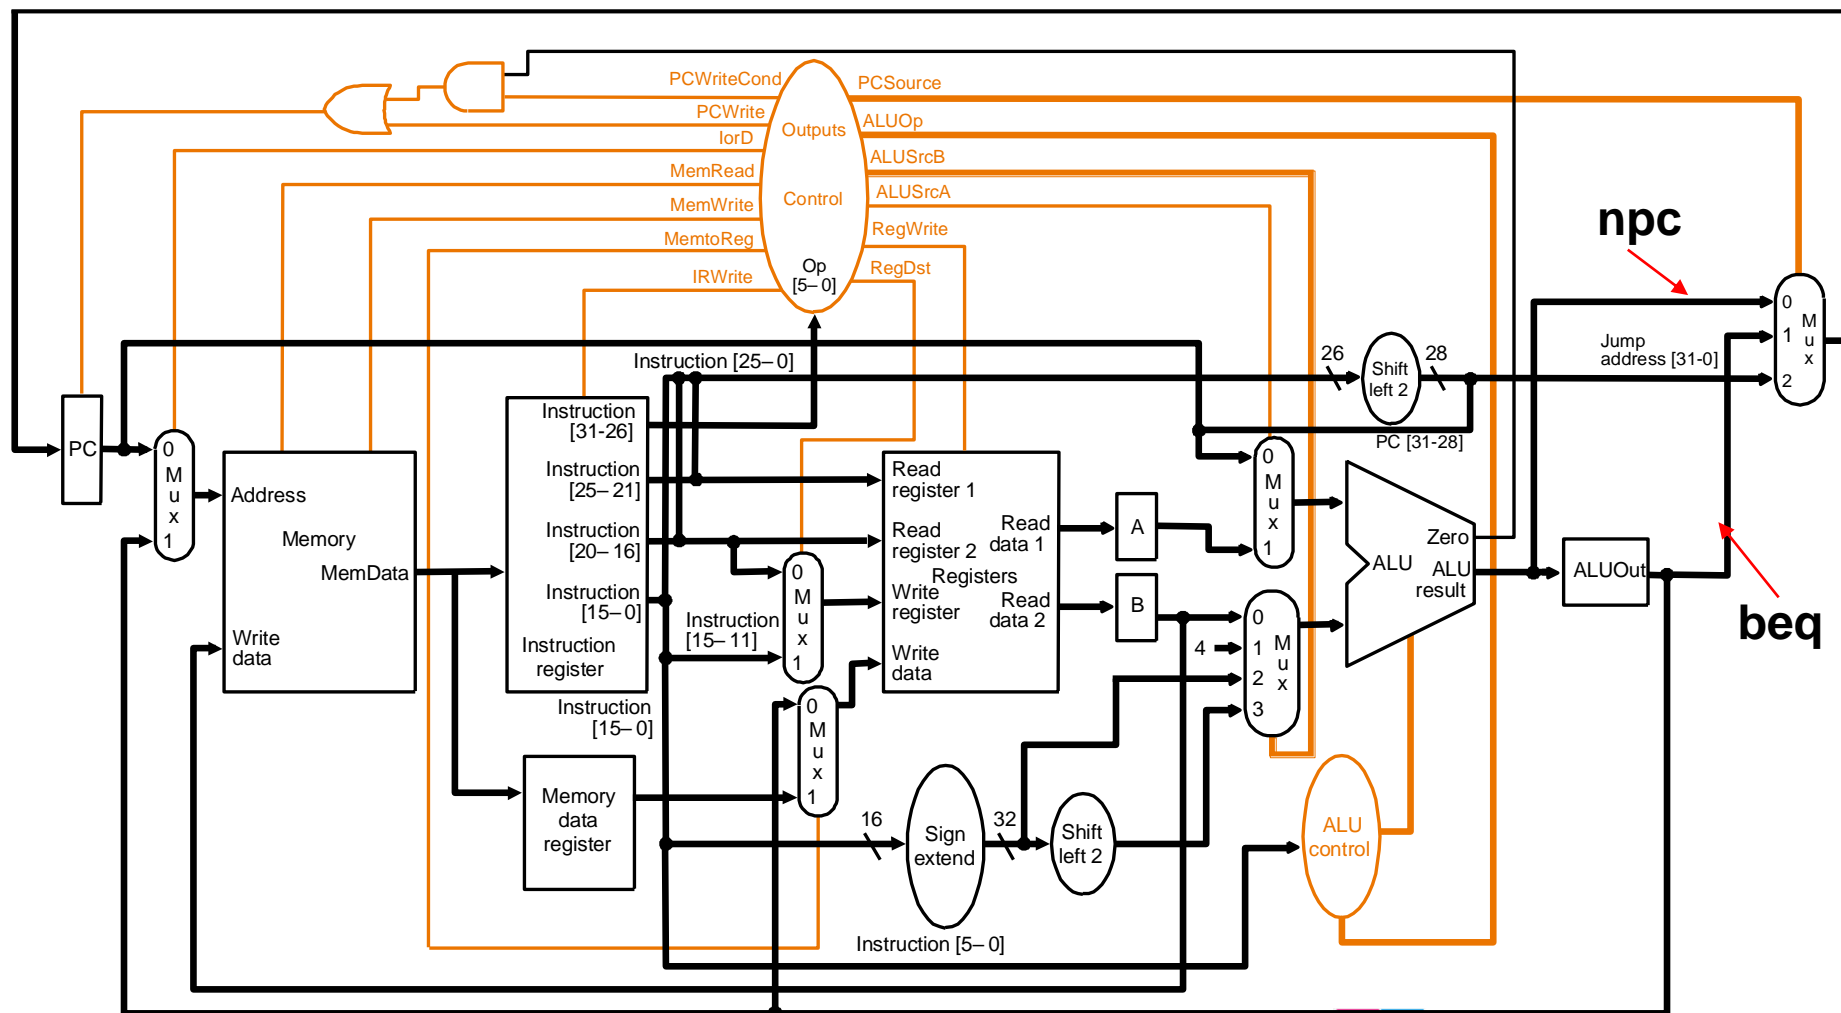 PCWriteCond
PCSource
PCWrite
ALUOp
IorD
Outputs
ALUSrcB
MemRead
ALUSrcA
MemWrite
Control
RegWrite
MemtoReg
RegDst
IRWrite
Op
[5–0]
npc
0
1
2
M
u
x
Jump
address [31-0]
Instruction [25–0]
26
Shift
left 2
28
PC [31-28]
PC
0
M
u
x
1
Address
Memory
MemData
Write
data
Instruction
[31-26]
Instruction
[25–21]
Instruction
[20–16]
Instruction
[15–0]
Instruction
register
Instruction
[15–11]
Instruction
[15–0]
0
M
u
x
1
Read
register 1
Read
register 2
Read
data 1
Registers
Write
register
Read
data 2
Write
data
A
B
0
M
u
x
1
0
4
1
2
3
M
u
x
Zero
ALU
ALU
result
ALUOut
beq
0
M
u
x
1
Memory
data
register
16
Sign
extend
32
Shift
left 2
ALU
control
Instruction [5–0]